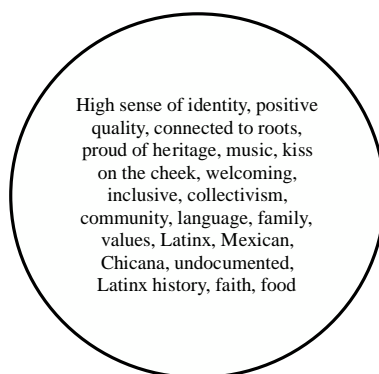 High sense of identity, positive
quality, connected to roots,
proud of heritage, music, kiss
on the cheek, welcoming,
inclusive, collectivism,
community, language, family,
values, Latinx, Mexican,
Chicana, undocumented,
Latinx history, faith, food